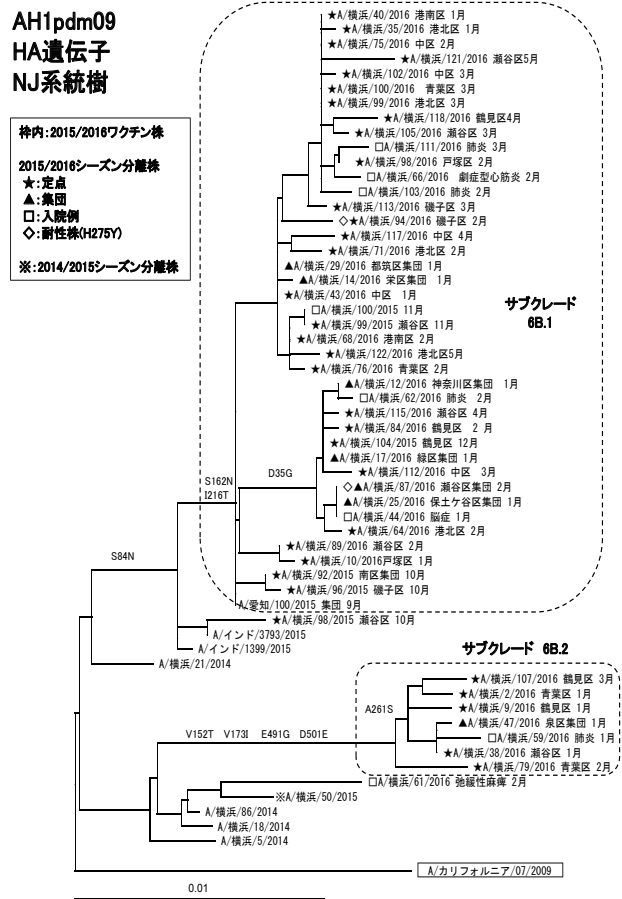 AH1pdm09
HA遺伝子
NJ系統樹
枠内:2015/2016ワクチン株
2015/2016シーズン分離株
★:定点
▲:集団
□:入院例
◇:耐性株(H275Y)
※:2014/2015シーズン分離株
★A/横浜/40/2016 港南区 1月
★A/横浜/35/2016 港北区 1月
★A/横浜/75/2016 中区 2月
★A/横浜/121/2016 瀬谷区5月
★A/横浜/102/2016 中区 3月
★A/横浜/100/2016 青葉区 3月
★A/横浜/99/2016 港北区 3月
★A/横浜/118/2016 鶴見区4月
★A/横浜/105/2016 瀬谷区 3月
□A/横浜/111/2016 肺炎 3月
★A/横浜/98/2016 戸塚区 2月
□A/横浜/66/2016 劇症型心筋炎 2月
□A/横浜/103/2016 肺炎 2月
★A/横浜/113/2016 磯子区 3月
◇★A/横浜/94/2016 磯子区 2月
★A/横浜/117/2016 中区 4月
★A/横浜/71/2016 港北区 2月
▲A/横浜/29/2016 都筑区集団 1月
▲A/横浜/14/2016 栄区集団 1月
★A/横浜/43/2016 中区 1月
□A/横浜/100/2015 11月
★A/横浜/99/2015 瀬谷区 11月
★A/横浜/68/2016 港南区 2月
★A/横浜/122/2016 港北区5月
★A/横浜/76/2016 青葉区 2月
サブクレード
6B.1
▲A/横浜/12/2016 神奈川区集団 1月
□A/横浜/62/2016 肺炎 2月
★A/横浜/115/2016 瀬谷区 4月
★A/横浜/84/2016 鶴見区 2 月
★A/横浜/104/2015 鶴見区 12月
▲A/横浜/17/2016 緑区集団 1月
★A/横浜/112/2016 中区 3月
D35G
S162N
I216T
◇▲A/横浜/87/2016 瀬谷区集団 2月
▲A/横浜/25/2016 保土ケ谷区集団 1月
□A/横浜/44/2016 脳症 1月
★A/横浜/64/2016 港北区 2月
★A/横浜/89/2016 瀬谷区 2月
★A/横浜/10/2016戸塚区 1月
★A/横浜/92/2015 南区集団 10月
★A/横浜/96/2015 磯子区 10月
A/愛知/100/2015 集団 9月
S84N
★A/横浜/98/2015 瀬谷区 10月
A/インド/3793/2015
A/インド/1399/2015
A/横浜/21/2014
サブクレード 6B.2
★A/横浜/107/2016 鶴見区 3月
★A/横浜/2/2016 青葉区 1月
★A/横浜/9/2016 鶴見区 1月
▲A/横浜/47/2016 泉区集団 1月
□A/横浜/59/2016 肺炎 1月
★A/横浜/38/2016 瀬谷区 1月
★A/横浜/79/2016 青葉区 2月
A261S
V152T V173I E491G D501E
□A/横浜/61/2016 弛緩性麻痺 2月
※A/横浜/50/2015
A/横浜/86/2014
A/横浜/18/2014
A/横浜/5/2014
A/カリフォルニア/07/2009
0.01